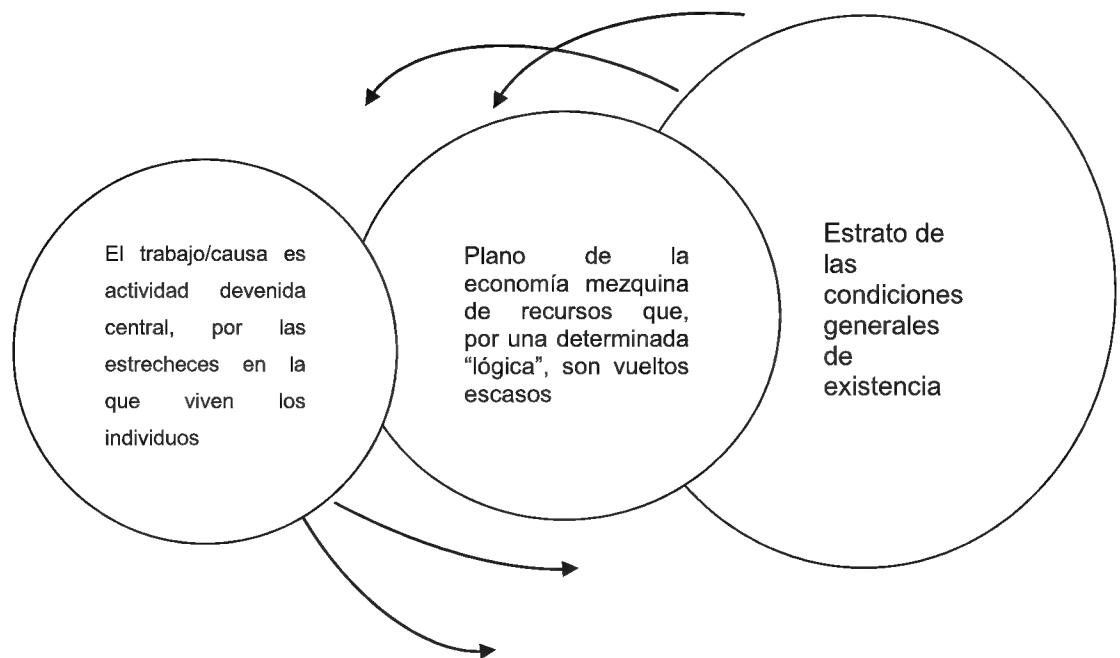 El trabajo/causa es
actividad devenida
central, por las
estrecheces en la
que viven los
individuos
Plano de la
economía mezquina
de recursos que,
por una determinada
“lógica”, son vueltos
escasos
Estrato de
las
condiciones
generales
de
existencia